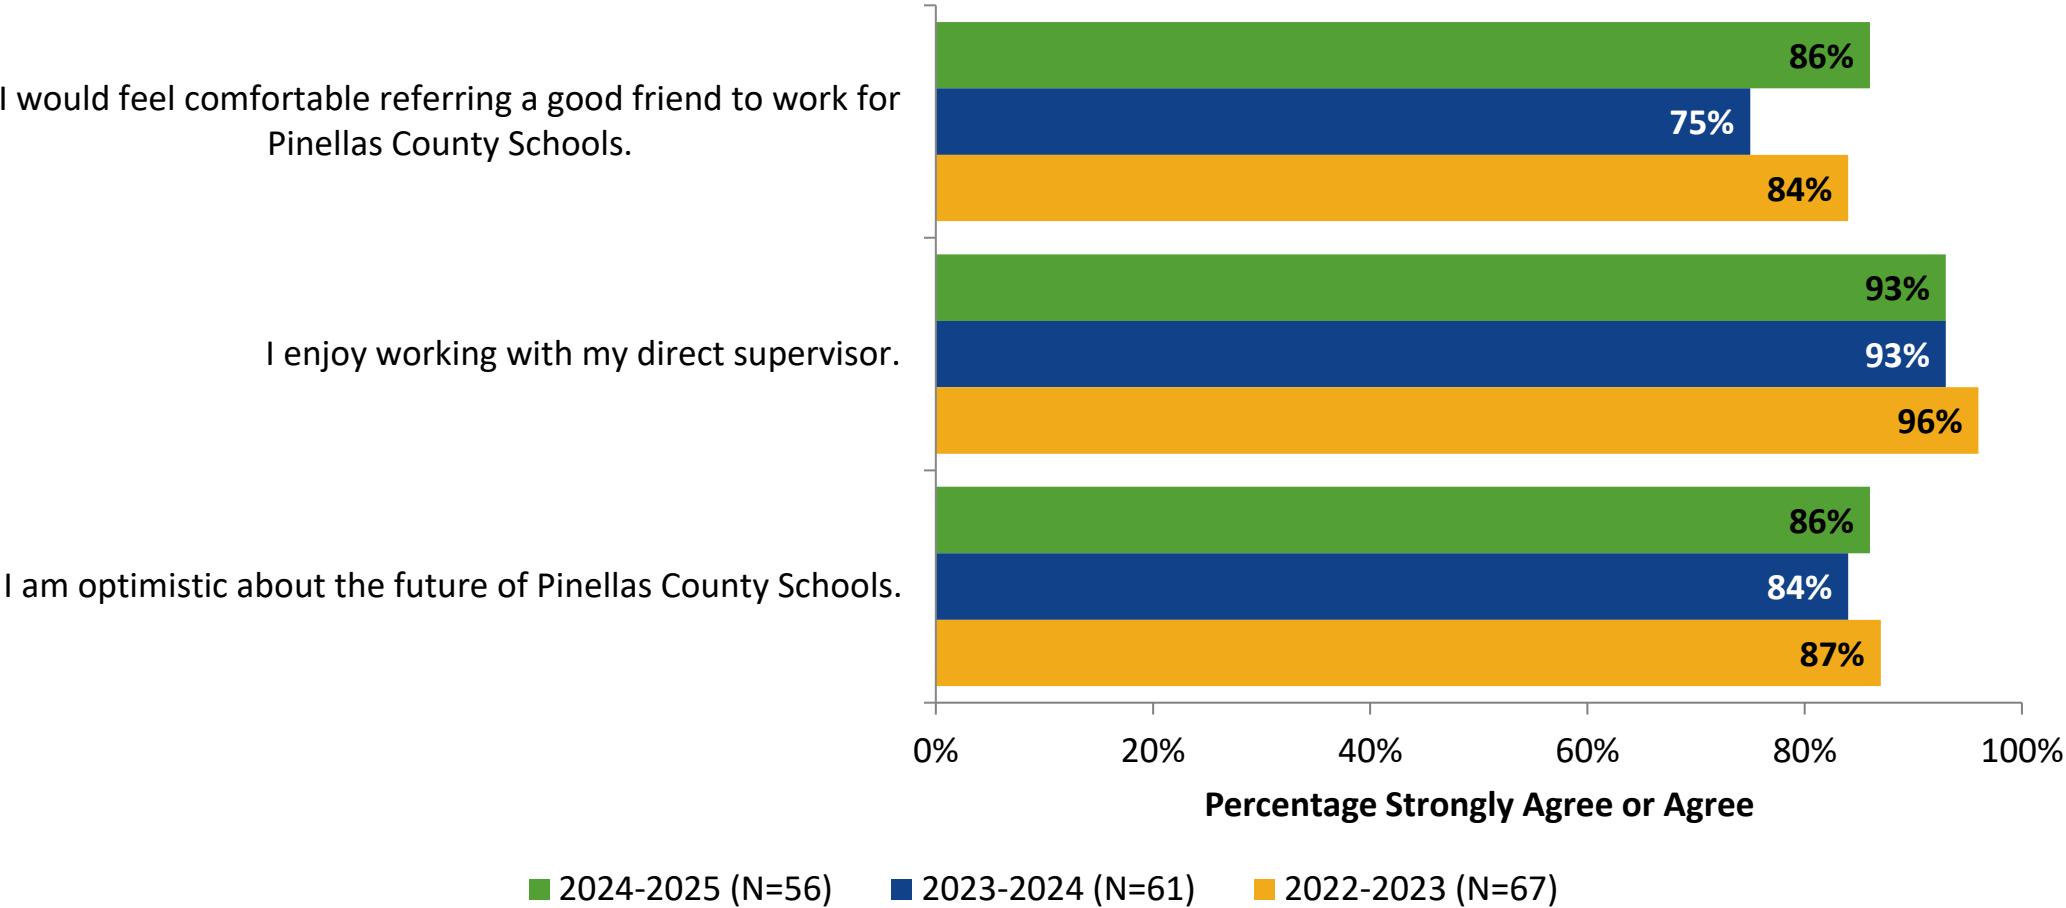 86%
I would feel comfortable referring a good friend to work for
Pinellas County Schools.
75%
84%
93%
I enjoy working with my direct supervisor.
93%
96%
86%
I am optimistic about the future of Pinellas County Schools.
84%
87%
0% 20% 40% 60% 80% 100%
Percentage Strongly Agree or Agree
2024-2025 (N=56) 2023-2024 (N=61) 2022-2023 (N=67)